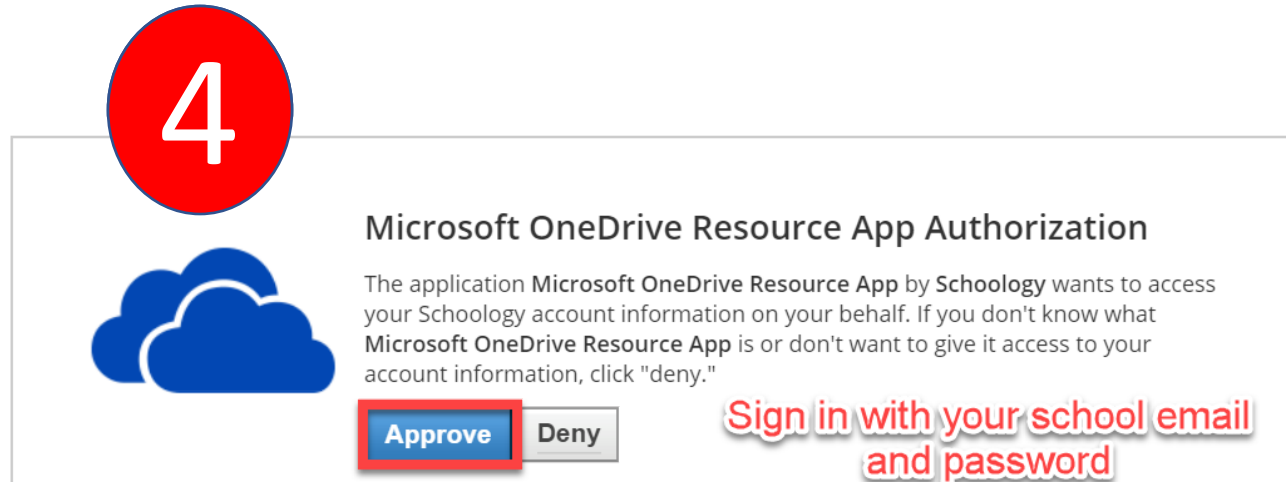 4
Microsoft OneDrive Resource App Authorization
The application Microsoft OneDrive Resource App by Schoology wants to access
your Schoology account information on your behalf. If you don't know what
Microsoft OneDrive Resource App is or don't want to give it access to your
account information, click "deny."
Approve Deny
Sign in with your school email
and password